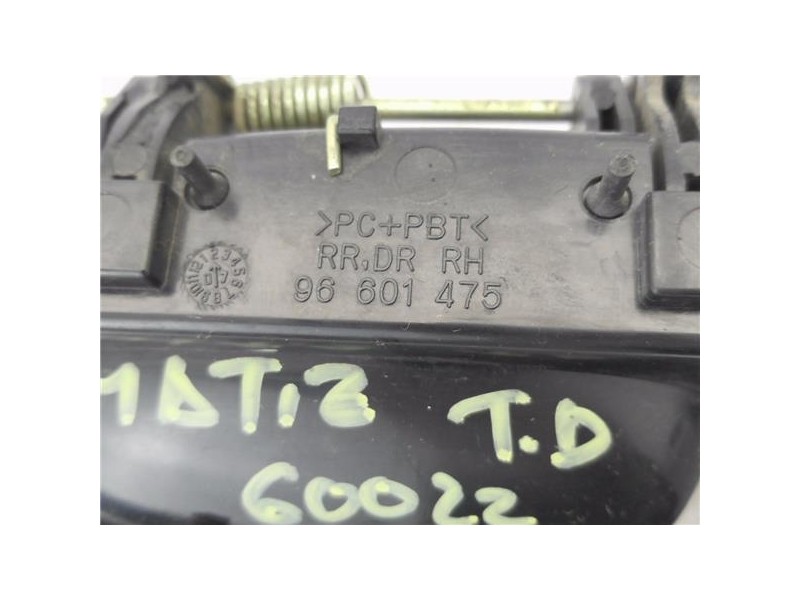 >PC+PBT<
RR,DR RH
96 601 475
MATIZ T.D
60022